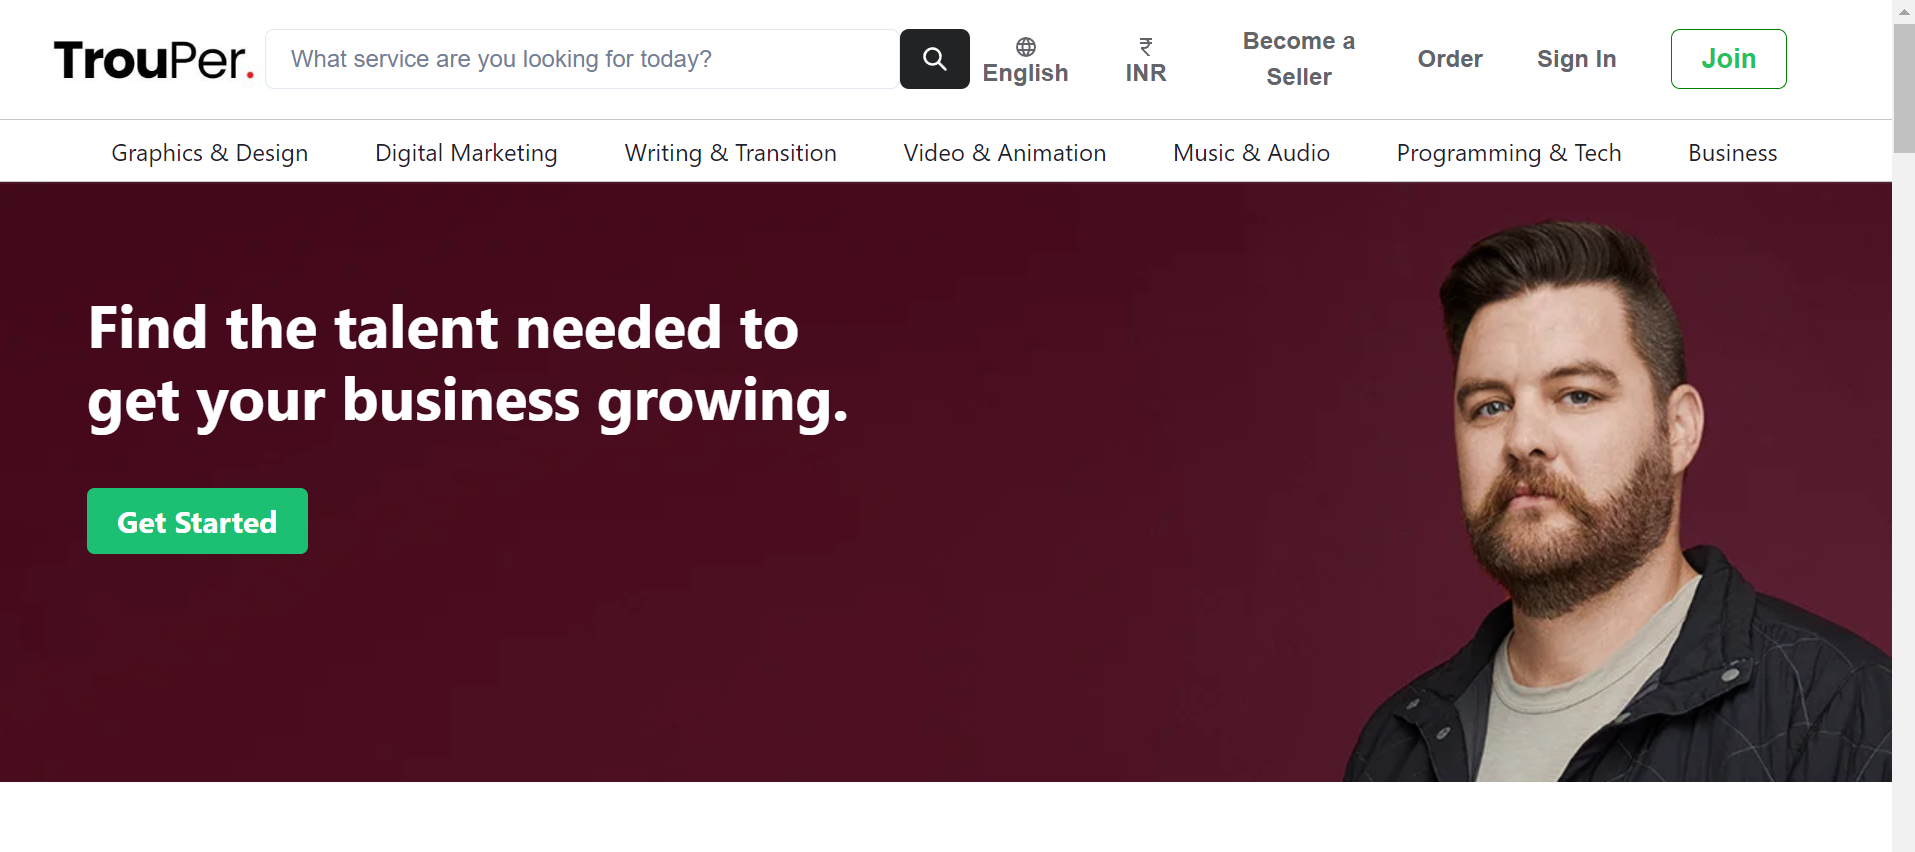 TrouPer.
What service are you looking for today?
English
₹
INR
Become a
Seller
Order
Sign In
Join
Graphics & Design
Digital Marketing
Writing & Transition
Video & Animation
Music & Audio
Programming & Tech
Business
Find the talent needed to
get your business growing.
Get Started